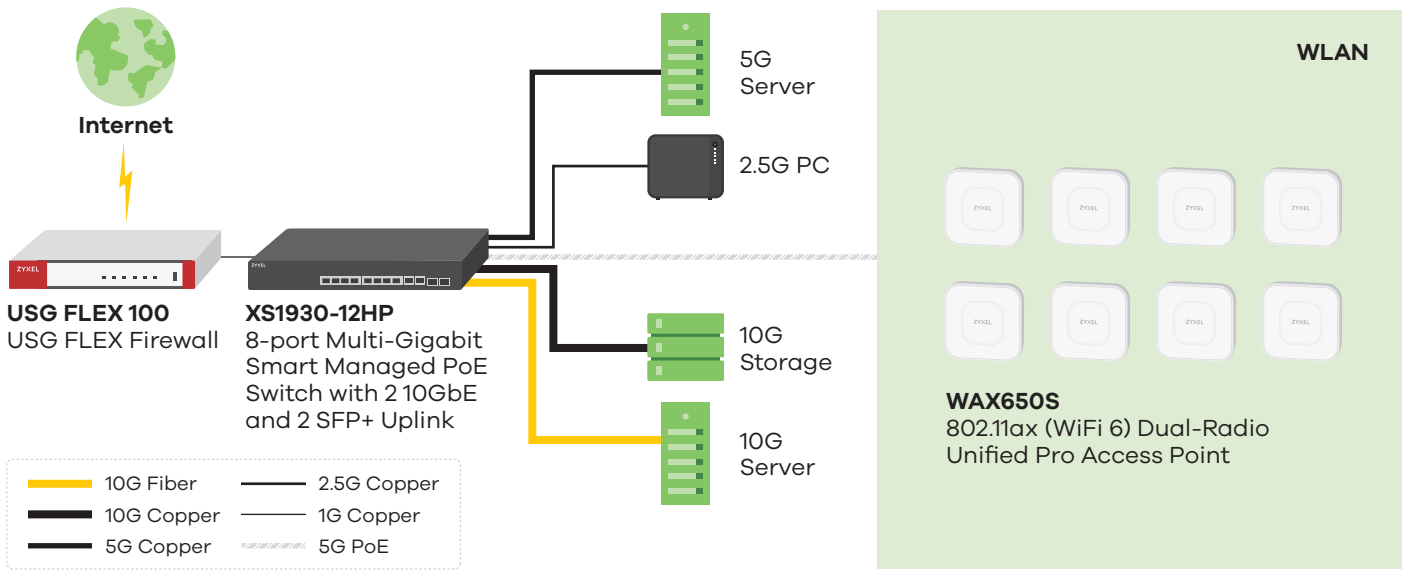 Internet
ZYXEL
USG FLEX 100
USG FLEX Firewall
ZYXEL
XS1930-12HP
8-port Multi-Gigabit
Smart Managed PoE
Switch with 2 10GbE
and 2 SFP+ Uplink
5G
Server
2.5G PC
10G
Storage
10G
Server
WLAN
ZYXEL
ZYXEL
ZYXEL
ZYXEL
ZYXEL
ZYXEL
ZYXEL
ZYXEL
WAX650S
802.11ax (WiFi 6) Dual-Radio
Unified Pro Access Point
10G Fiber
10G Copper
5G Copper
2.5G Copper
1G Copper
5G PoE